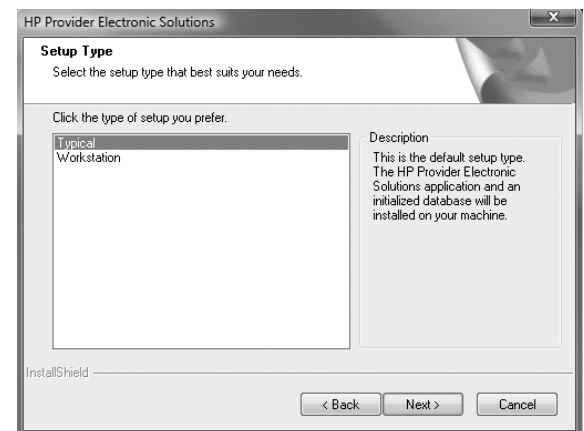 HP Provider Electronic Solutions
Setup Type
Select the setup type that best suits your needs.
Click the type of setup you prefer.
Typical
Workstation
Description
This is the default setup type.
The HP Provider Electronic
Solutions application and an
initialized database will be
installed on your machine.
InstallShield
< Back
Next >
Cancel